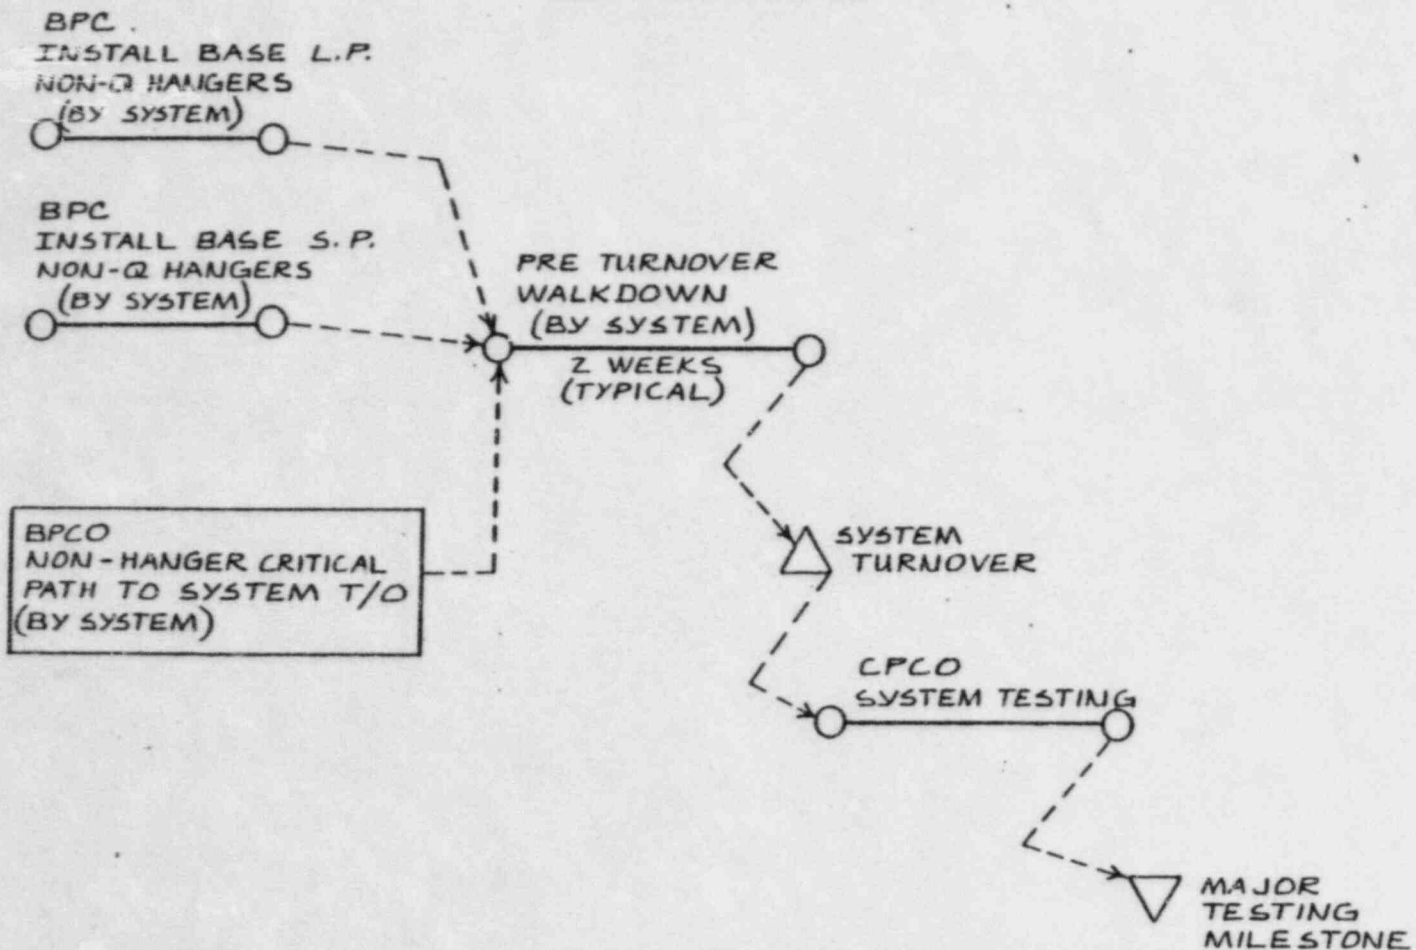 BPC.
INSTALL BASE L.P.
NON-Q HANGERS
(BY SYSTEM)
BPC
INSTALL BASE S.P.
NON-Q HANGERS
(BY SYSTEM)
PRE TURNOVER
WALKDOWN
(BY SYSTEM)
2 WEEKS
(TYPICAL)
BPCO
NON-HANGER CRITICAL
PATH TO SYSTEM T/O
(BY SYSTEM)
SYSTEM
TURNOVER
CPCO
SYSTEM TESTING
MAJOR
TESTING
MILESTONE